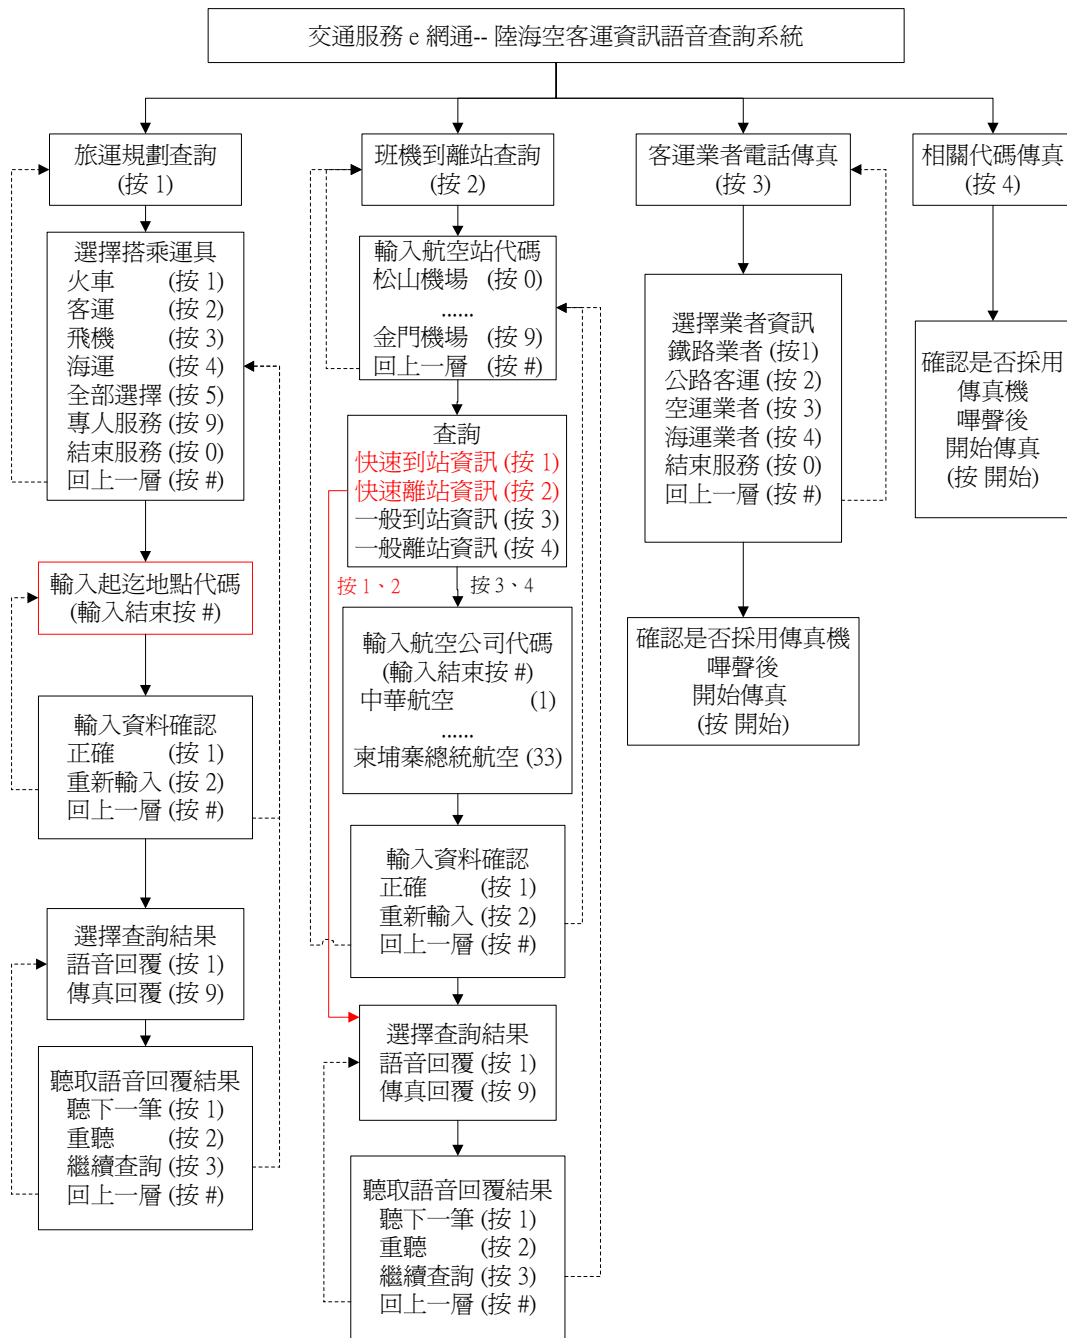 交通服務 e 網通-- 陸海空客運資訊語音查詢系統
旅運規劃查詢
(按 1)
選擇搭乘運具
火車 (按 1)
客運 (按 2)
飛機 (按 3)
海運 (按 4)
全部選擇 (按 5)
專人服務 (按 9)
結束服務 (按 0)
回上一層 (按 #)
輸入起迄地點代碼
(輸入結束按 #)
輸入資料確認
正確 (按 1)
重新輸入 (按 2)
回上一層 (按 #)
選擇查詢結果
語音回覆 (按 1)
傳真回覆 (按 9)
聽取語音回覆結果
聽下一筆 (按 1)
重聽 (按 2)
繼續查詢 (按 3)
回上一層 (按 #)
班機到離站查詢
(按 2)
輸入航空站代碼
松山機場 (按 0)
......
金門機場 (按 9)
回上一層 (按 #)
查詢
快速到站資訊 (按 1)
快速離站資訊 (按 2)
一般到站資訊 (按 3)
一般離站資訊 (按 4)
按 1、2
按 3、4
輸入航空公司代碼
(輸入結束按 #)
中華航空 (1)
......
柬埔寨總統航空 (33)
輸入資料確認
正確 (按 1)
重新輸入 (按 2)
回上一層 (按 #)
選擇查詢結果
語音回覆 (按 1)
傳真回覆 (按 9)
聽取語音回覆結果
聽下一筆 (按 1)
重聽 (按 2)
繼續查詢 (按 3)
回上一層 (按 #)
客運業者電話傳真
(按 3)
選擇業者資訊
鐵路業者 (按1)
公路客運 (按 2)
空運業者 (按 3)
海運業者 (按 4)
結束服務 (按 0)
回上一層 (按 #)
確認是否採用傳真機
嗶聲後
開始傳真
(按 開始)
相關代碼傳真
(按 4)
確認是否採用
傳真機
嗶聲後
開始傳真
(按 開始)